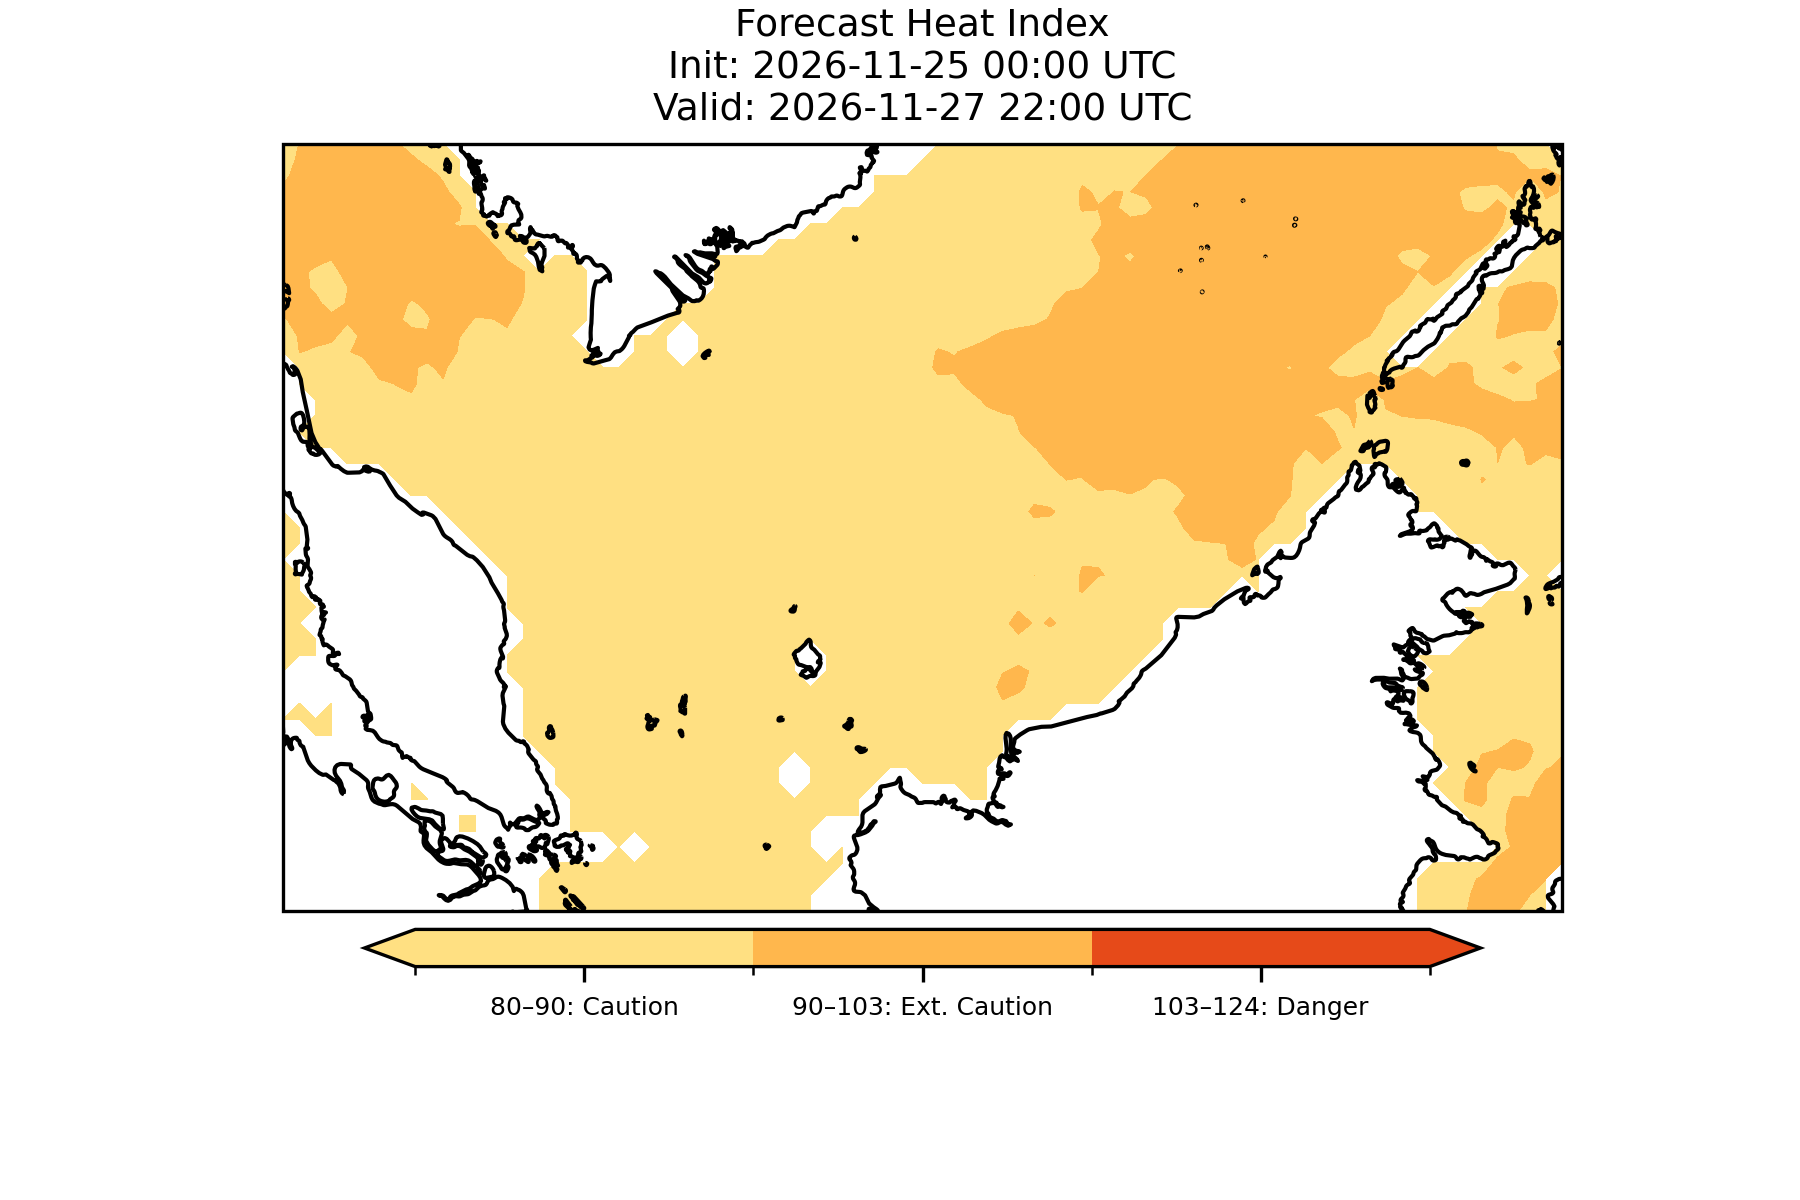 Forecast Heat Index
Init: 2026-11-25 00:00 UTC
Valid: 2026-11-27 22:00 UTC
80–90: Caution
90–103: Ext. Caution
103–124: Danger